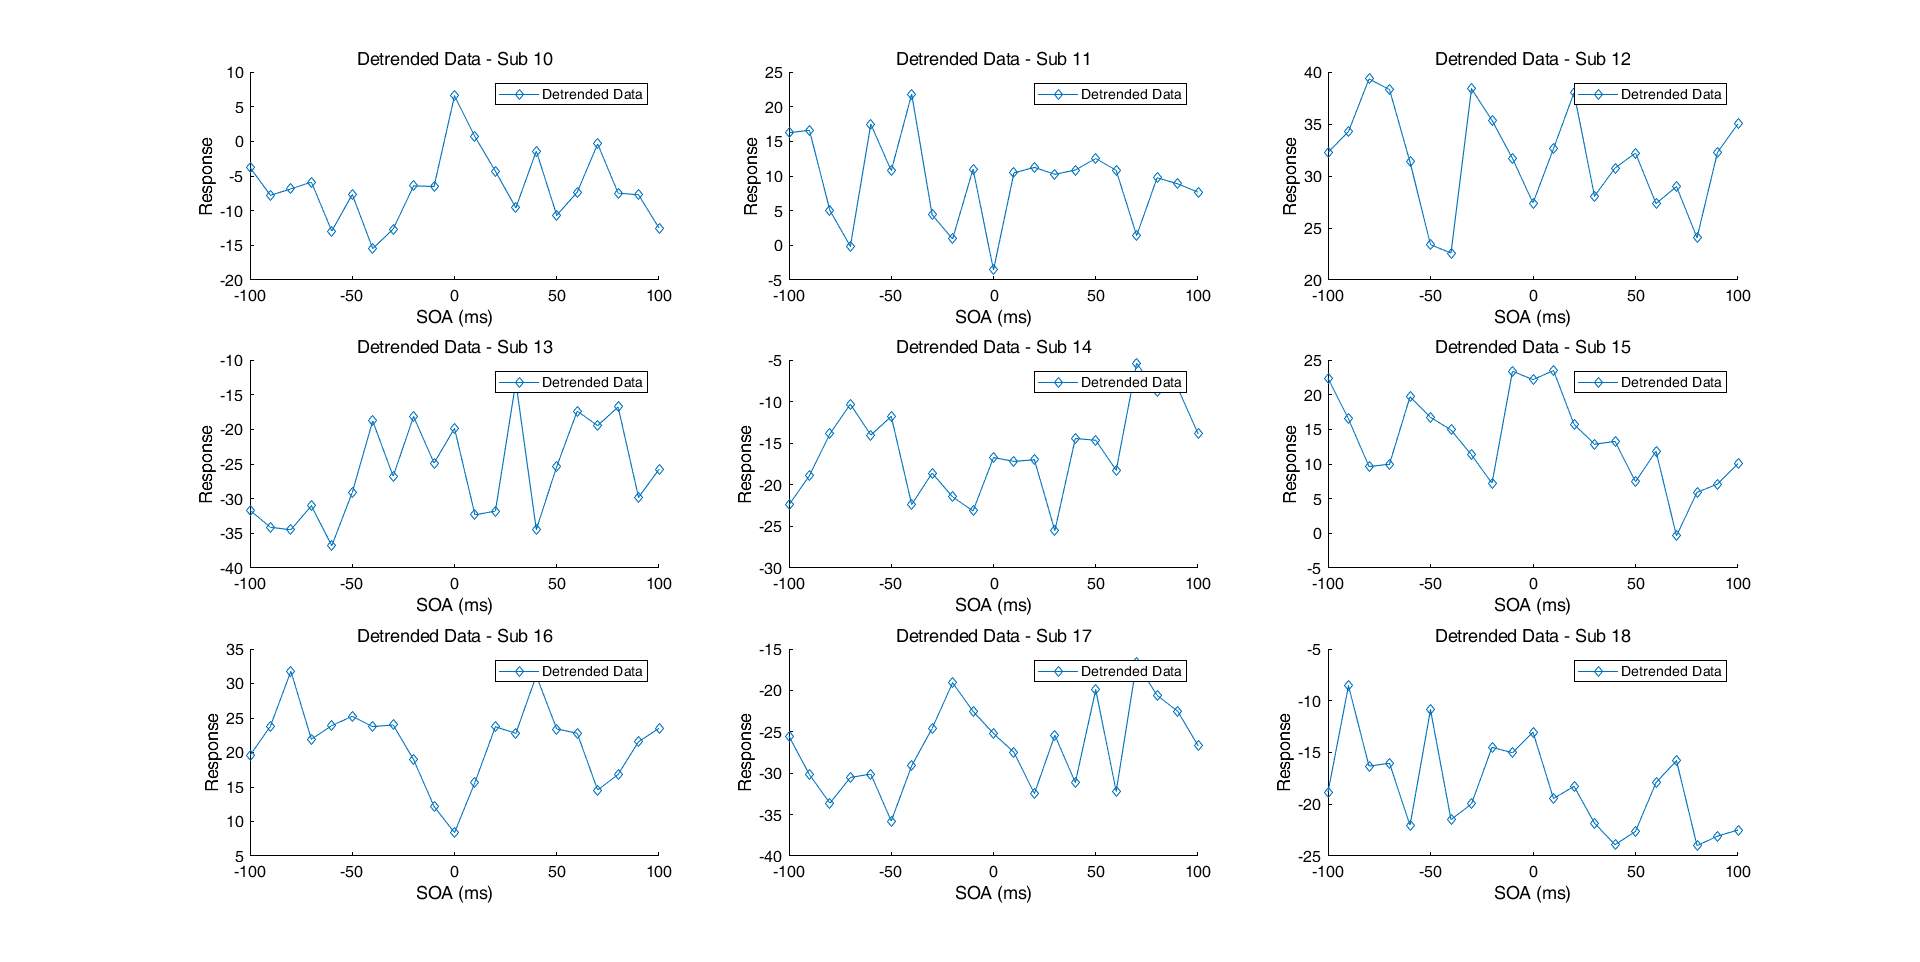 Detrended Data - Sub 10
Detrended Data
10
5
0
-5
-10
-15
-20
Response
-100
-50
0
50
100
SOA (ms)
Detrended Data - Sub 11
Detrended Data
25
20
15
10
5
0
-5
Response
-100
-50
0
50
100
SOA (ms)
Detrended Data - Sub 12
Detrended Data
40
35
30
25
20
Response
-100
-50
0
50
100
SOA (ms)
Detrended Data - Sub 13
Detrended Data
-10
-15
-20
-25
-30
-35
-40
Response
-100
-50
0
50
100
SOA (ms)
Detrended Data - Sub 14
Detrended Data
-5
-10
-15
-20
-25
-30
Response
-100
-50
0
50
100
SOA (ms)
Detrended Data - Sub 15
Detrended Data
25
20
15
10
5
0
-5
Response
-100
-50
0
50
100
SOA (ms)
Detrended Data - Sub 16
Detrended Data
35
30
25
20
15
10
5
Response
-100
-50
0
50
100
SOA (ms)
Detrended Data - Sub 17
Detrended Data
-15
-20
-25
-30
-35
-40
Response
-100
-50
0
50
100
SOA (ms)
Detrended Data - Sub 18
Detrended Data
-5
-10
-15
-20
-25
Response
-100
-50
0
50
100
SOA (ms)